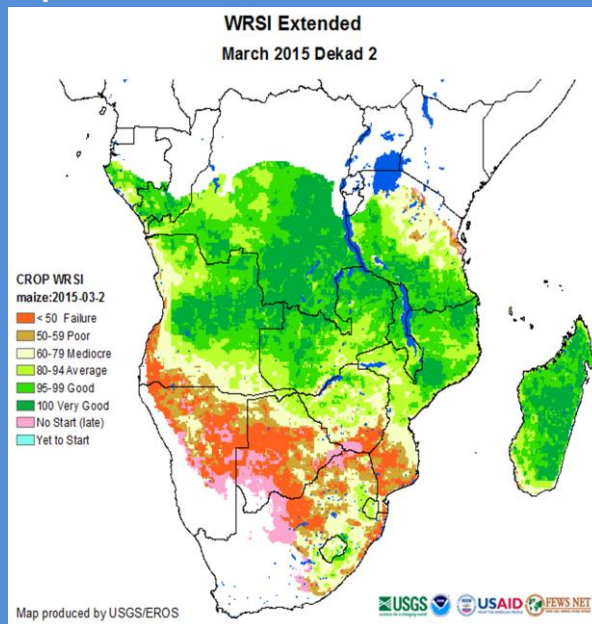 WRSI Extended
March 2015 Dekad 2
CROP WRSI
maize:2015-03-2
< 50 Failure
50-59 Poor
60-79 Mediocre
80-94 Average
95-99 Good
100 Very Good
No Start (late)
Yet to Start
Map produced by USGS/EROS
USGS
USAID
FEWS NET